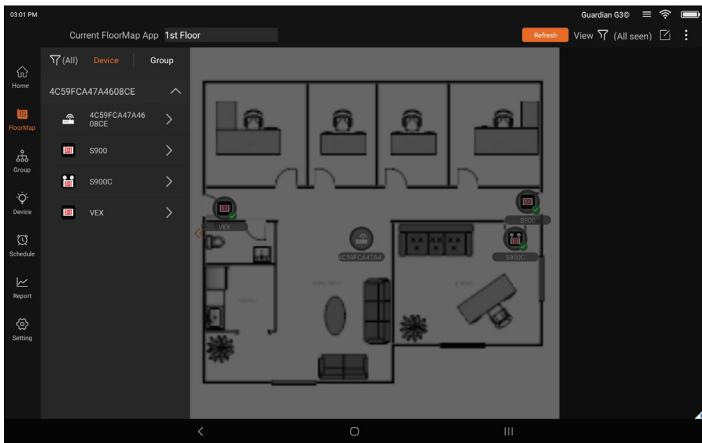 03:01 PM
Guardian G3©
Current FloorMap App 1st Floor
Refresh
View (All seen)
(All) Device Group
Home
4C59FCA47A4608CE
FloorMap
4C59FCA47A46
08CE
S900
Group
S900C
Device
VEX
Schedule
Report
Setting
VEX
S900
4C59FCA47A4
S900C